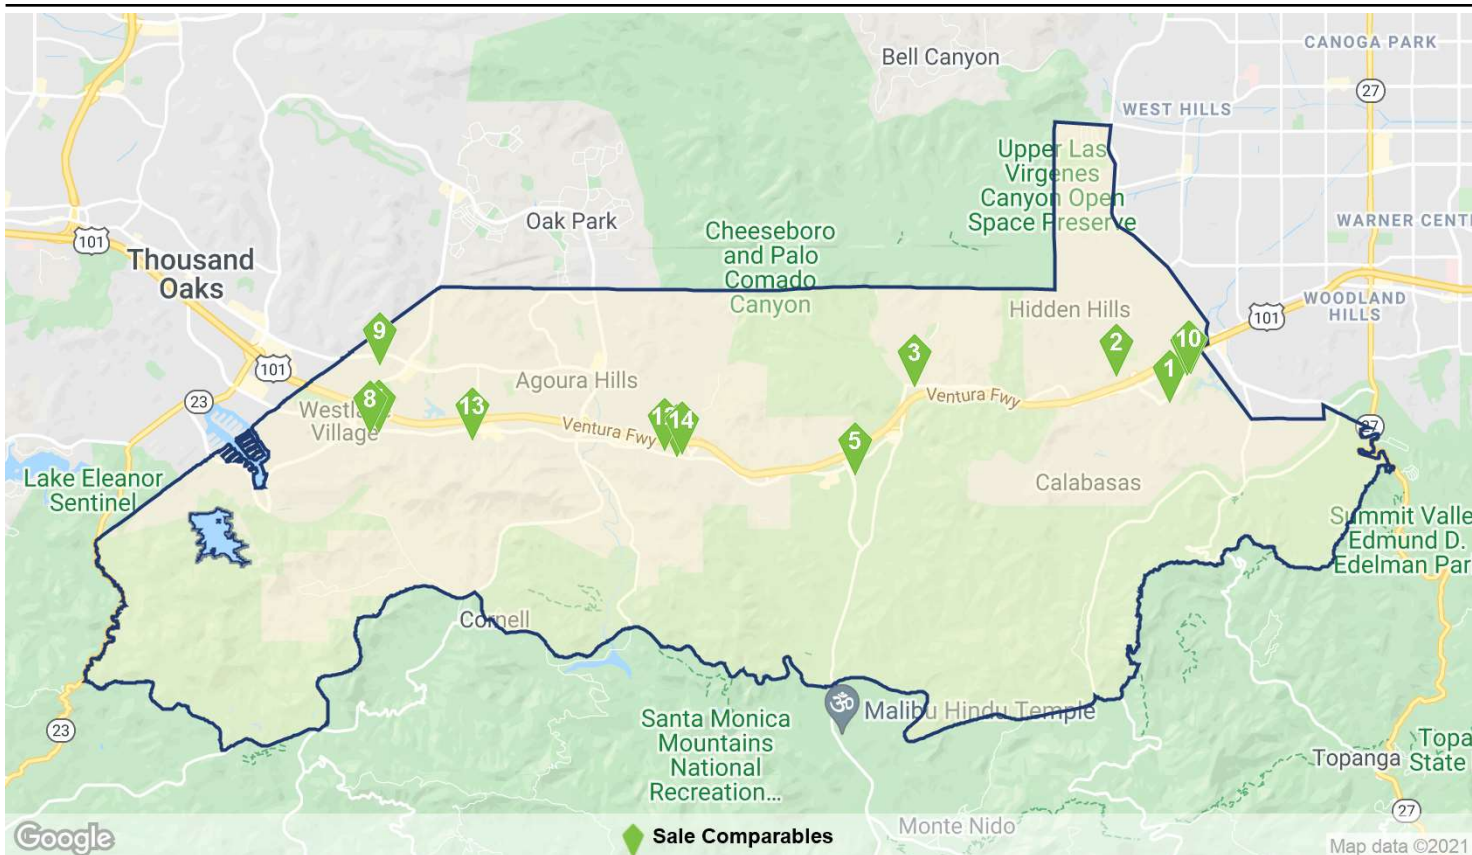 CANOGA PARK
Bell Canyon
27
WEST HILLS
Upper Las
Virgenes
Canyon Open
Space Preserve
Oak Park
Cheeseboro
and Palo
Comado
Canyon
WARNER CENT
101
Thousand
Oaks
WOODLAND
HILLS
Hidden Hills
101
9
10
2
3
1
101
Agoura Hills
Ventura Fwy
8
23
13
Westla
Village
12
14
Ventura Fwy
27
5
Lake Eleanor
Sentinel
Calabasas
Summit Valle
Edmund D.
Edelman Par
Cornell
ॐ
Malibu Hindu Temple
Santa Monica
Mountains
National
Recreation...
23
Topa
State
Topanga
27
Monte Nido
Google
Sale Comparables
Map data ©2021